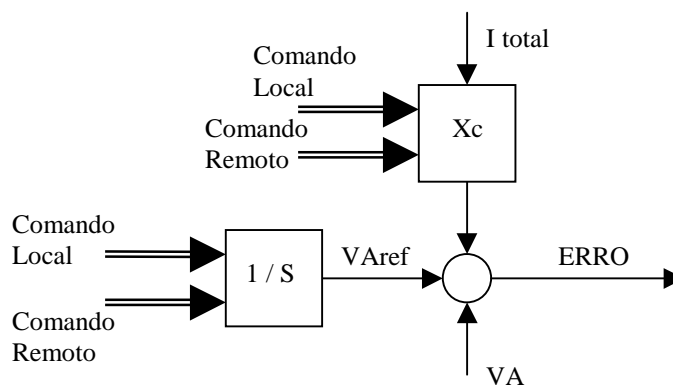 I total
Comando
Local
Comando
Remoto
Xc
Comando
Local
1 / S
VAref
ERRO
Comando
Remoto
VA